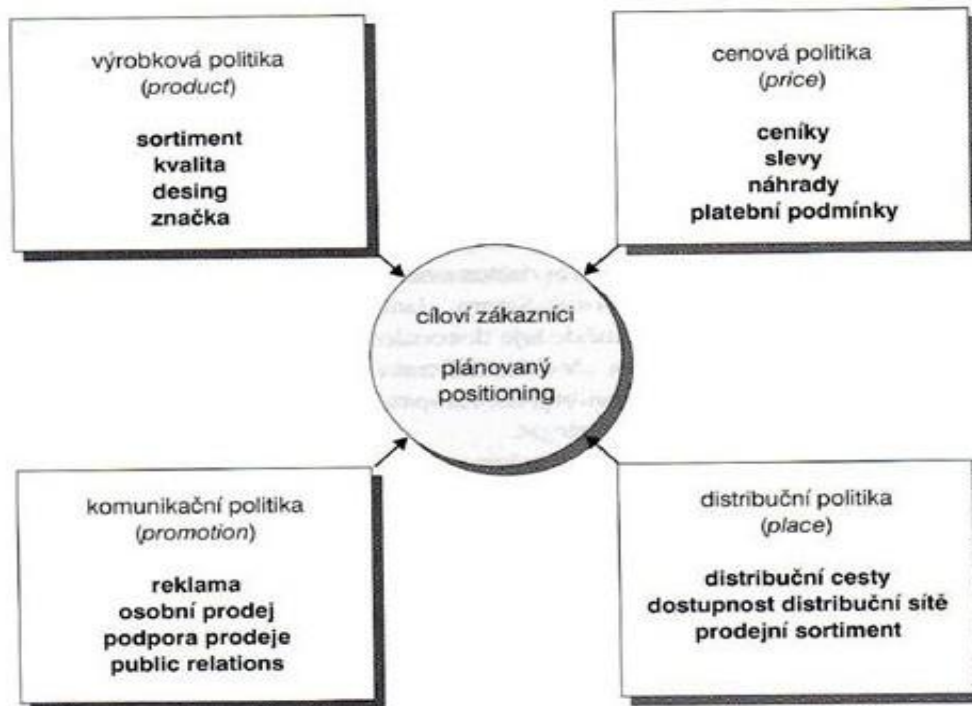 výrobková politika
(product)
sortiment
kvalita
desing
značka
cenová politika
(price)
ceníky
slevy
náhrady
platební podmínky
cíloví zákazníci
plánovaný
positioning
komunikační politika
(promotion)
reklama
osobní prodej
podpora prodeje
public relations
distribuční politika
(place)
distribuční cesty
dostupnost distribuční sítě
prodejní sortiment